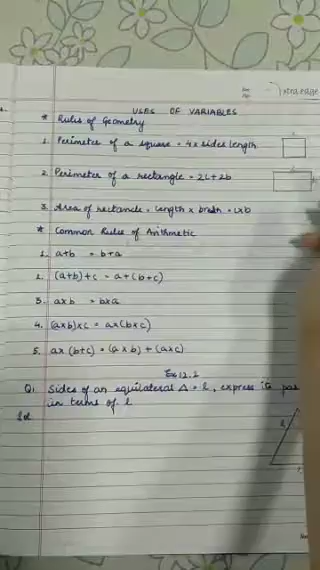 USES OF VARIABLES
* Rules of Geometry
1. Perimeter of a square = 4 x sides length
2. Perimeter of a rectangle = 2l + 2b
3. Area of rectangle = length x = l x b
* Common Rules of Arithmetic
1. a+b = b+a
2. (a+b)+c = a+(b+c)
3. axb = bxa
4. (axb)xc = ax(bxc)
5. ax(b+c) = (axb) + (axc)
Ex 12.2
Q1 Sides of an equilateral △ = l, express its
in terms of l
Sol
l